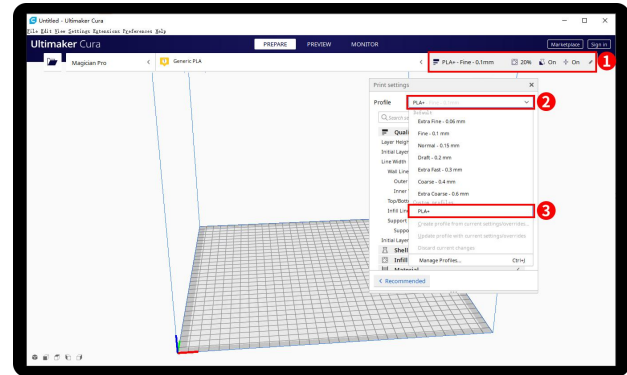 Untitled - Ultimaker Cura
File Edit View Settings Extensions Preferences Help
Ultimaker Cura
PREPARE
PREVIEW
MONITOR
Marketplace
Sign in
Magician Pro
Generic PLA
PLA+ - Fine - 0.1mm
20%
On
On
1
Print settings
Profile
PLA+
2
Search
Default
Extra Fine - 0.06 mm
Quali
Fine - 0.1 mm
Layer Heigh
Normal - 0.15 mm
Initial Layer
Draft - 0.2 mm
Line Width
Extra Fast - 0.3 mm
Wall Line
Coarse - 0.4 mm
Outer
Extra Coarse - 0.6 mm
Inner
Custom profiles
Top/Bott
PLA+
3
Infill Line
Create profile from current settings/overrides...
Support
Update profile with current settings/overrides
Suppo
Discard current changes
Initial Layer
Shell
Manage Profiles...
Ctrl+J
Infill
Material
< Recommended